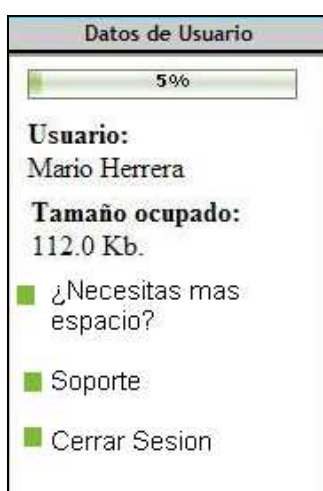 Datos de Usuario
5%
Usuario:
Mario Herrera
Tamaño ocupado:
112.0 Kb.
¿Necesitas mas
espacio?
Soporte
Cerrar Sesion